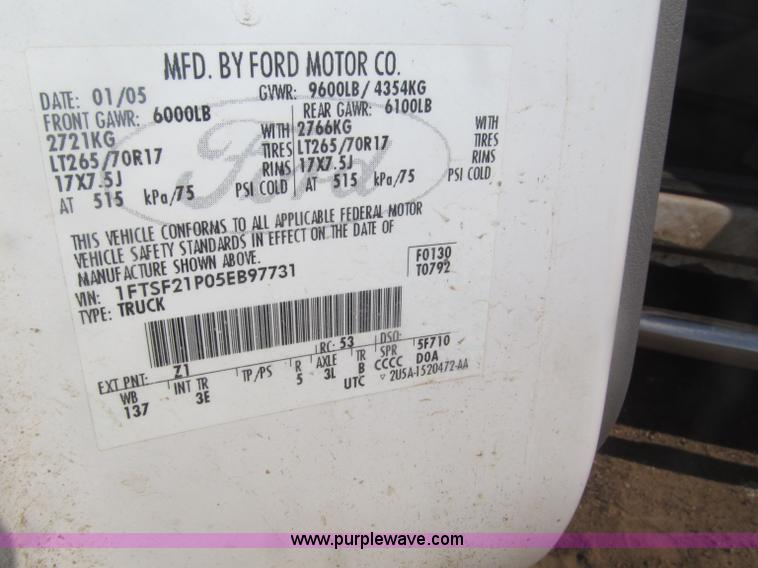 MFD. BY FORD MOTOR CO.
DATE: 01/05 GVWR: 9600LB/ 4354KG
FRONT GAWR: 6000LB REAR GAWR: 6100LB
2721KG WITH 2766KG WITH
LT265/70R17 TIRES LT265/70R17 TIRES
17X7.5J RIMS 17X7.5J RIMS
AT 515 kPa/75 PSI COLD AT 515 kPa/75 PSI COLD
Ford
THIS VEHICLE CONFORMS TO ALL APPLICABLE FEDERAL MOTOR
VEHICLE SAFETY STANDARDS IN EFFECT ON THE DATE OF
MANUFACTURE SHOWN ABOVE.
F0130
VIN: 1FTSF21P05EB97731 T0792
TYPE: TRUCK
EXT PNT: Z1 RC: 53 DSO:
WB INT TR TP/PS R AXLE TR SPR 5F710
137 3E 5 3L B CCCC D0A
UTC ▽ 2U5A-1520472-AA
www.purplewave.com